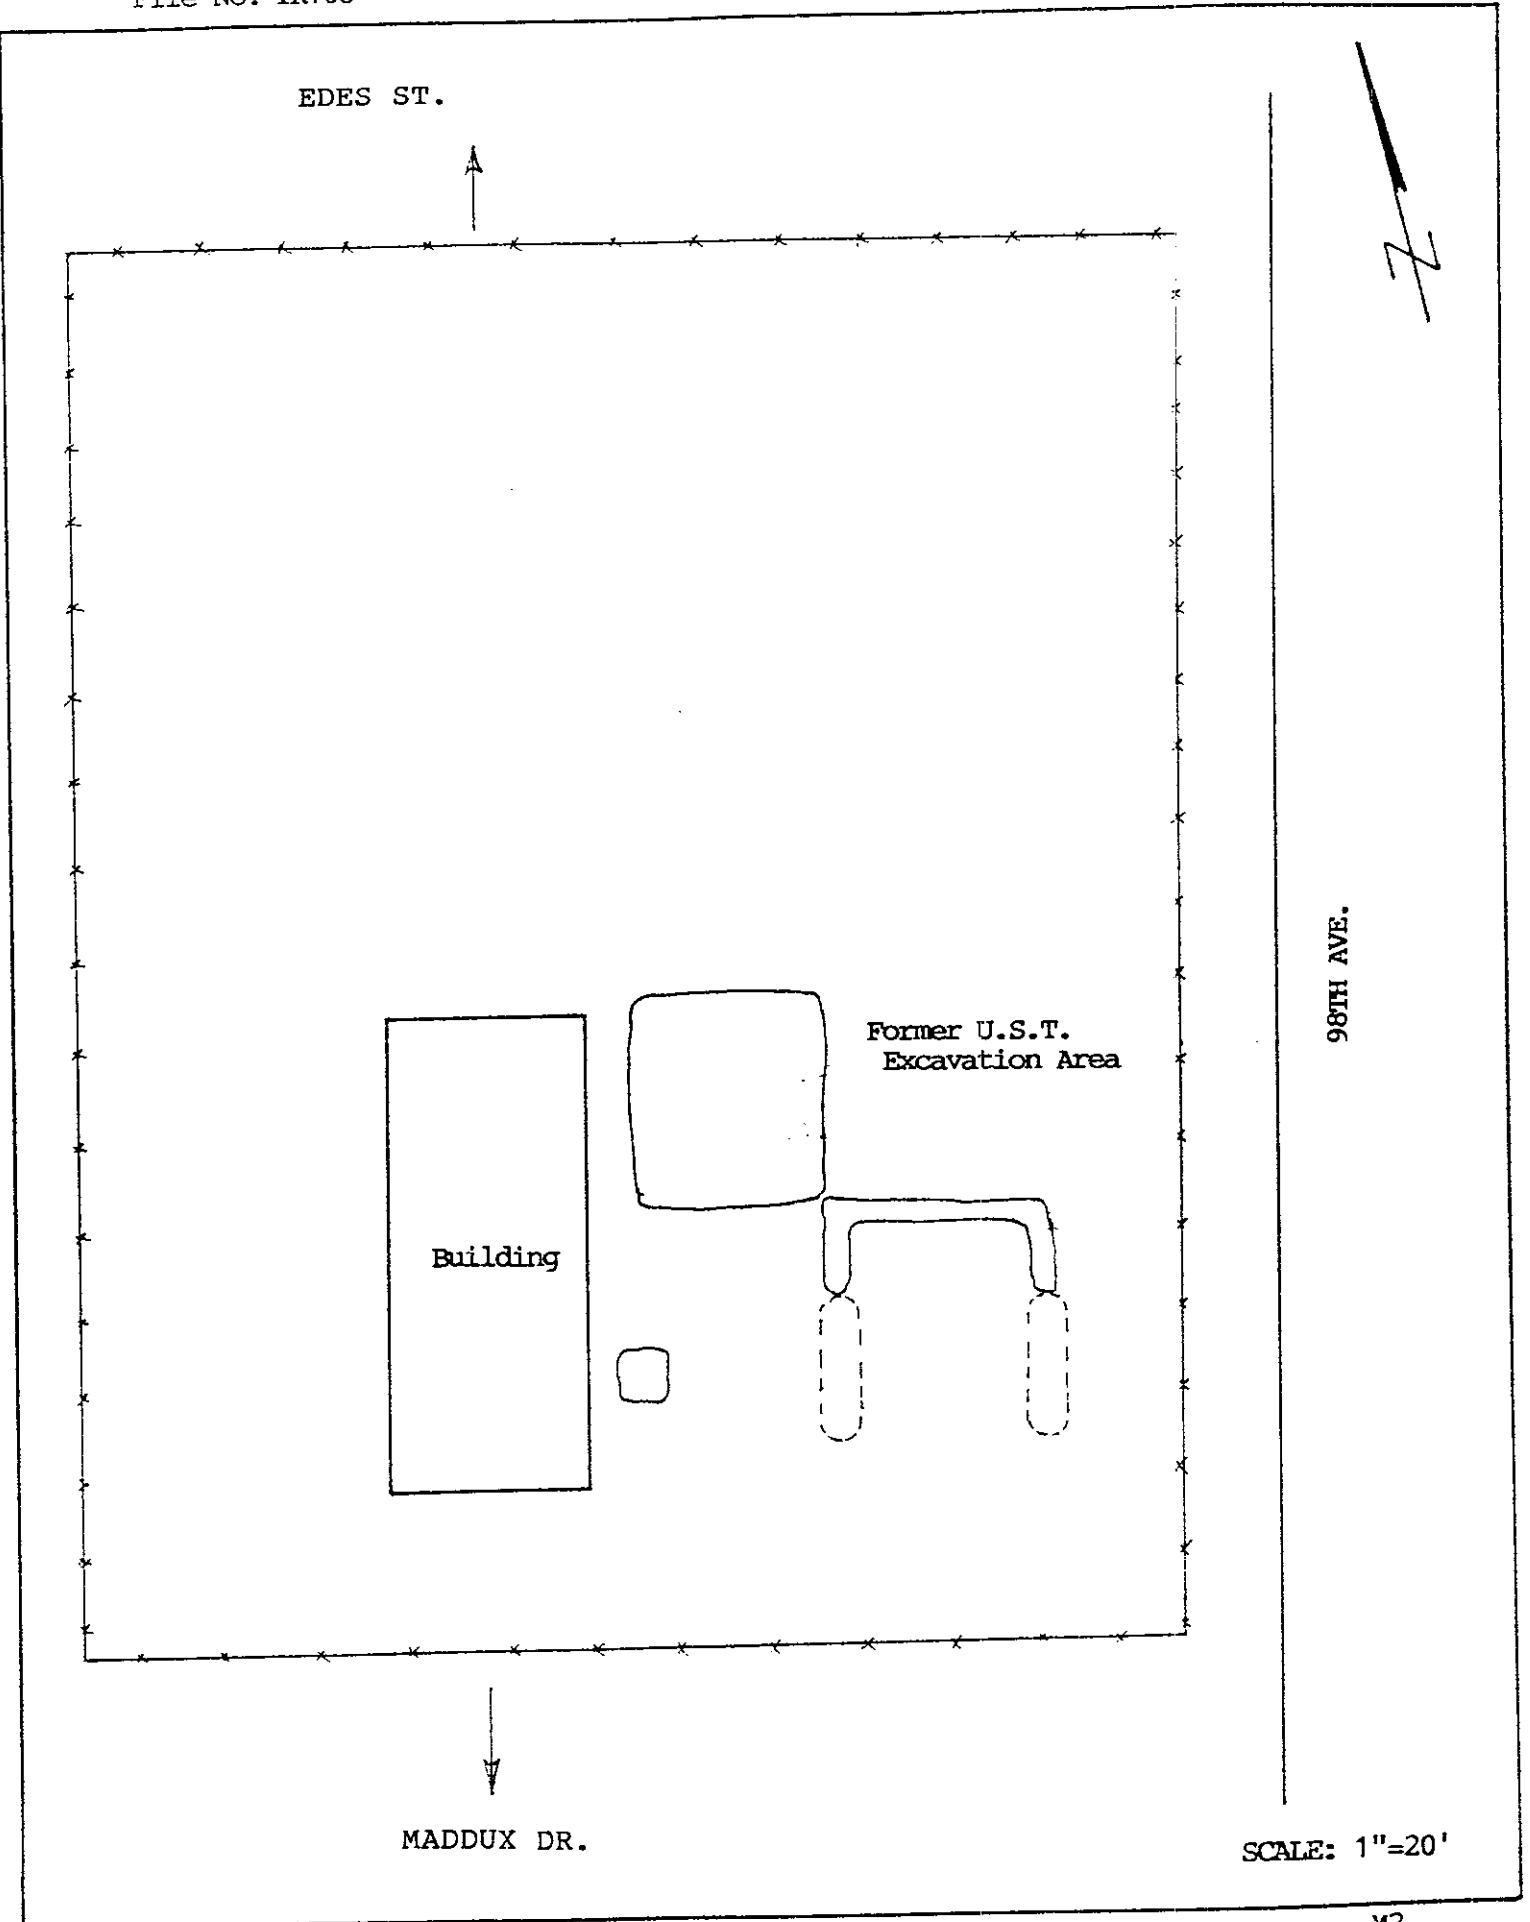 EDES ST.
Former U.S.T.
Excavation Area
98TH AVE.
Building
MADDUX DR.
SCALE: 1"=20'